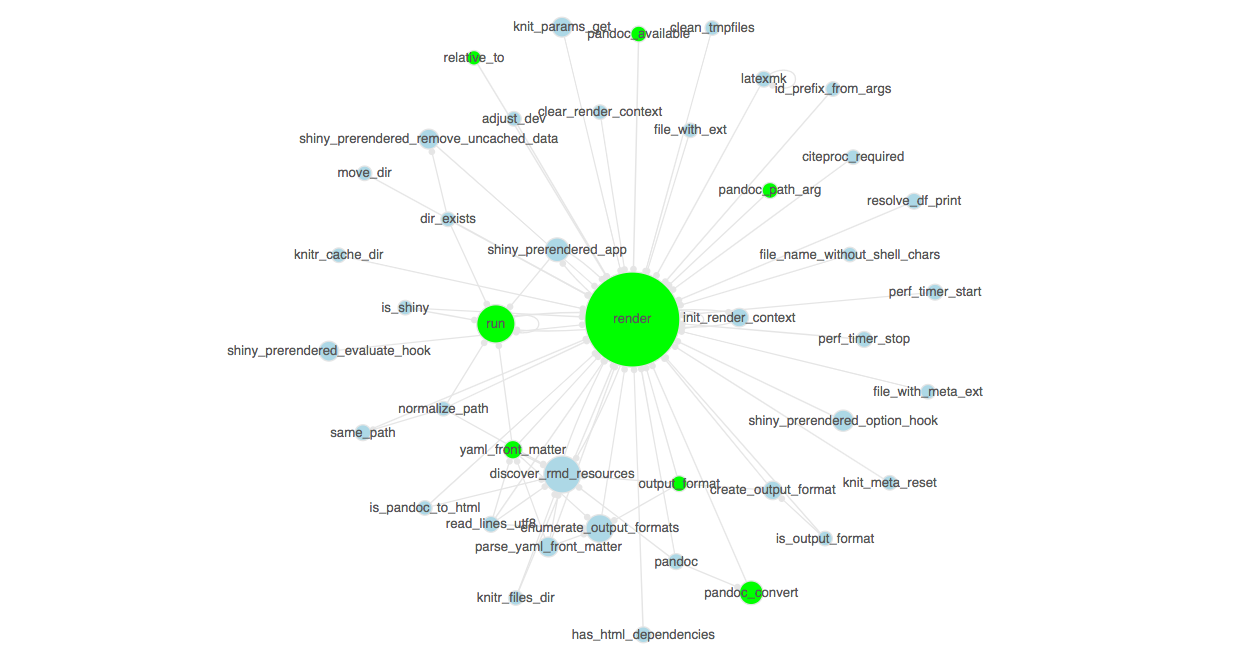 knit_params_get
clean_tmpfiles
pandoc_available
relative_to
latexmk
id_prefix_from_args
clear_render_context
adjust_dev
file_with_ext
shiny_prerendered_remove_uncached_data
citeproc_required
move_dir
pandoc_path_arg
resolve_df_print
dir_exists
shiny_prerendered_app
knitr_cache_dir
file_name_without_shell_chars
perf_timer_start
is_shiny
init_render_context
render
run
perf_timer_stop
shiny_prerendered_evaluate_hook
file_with_meta_ext
normalize_path
shiny_prerendered_option_hook
same_path
yaml_front_matter
discover_rmd_resources
output_format
knit_meta_reset
create_output_format
is_pandoc_to_html
read_lines_utf8
enumerate_output_formats
is_output_format
parse_yaml_front_matter
pandoc
pandoc_convert
knitr_files_dir
has_html_dependencies